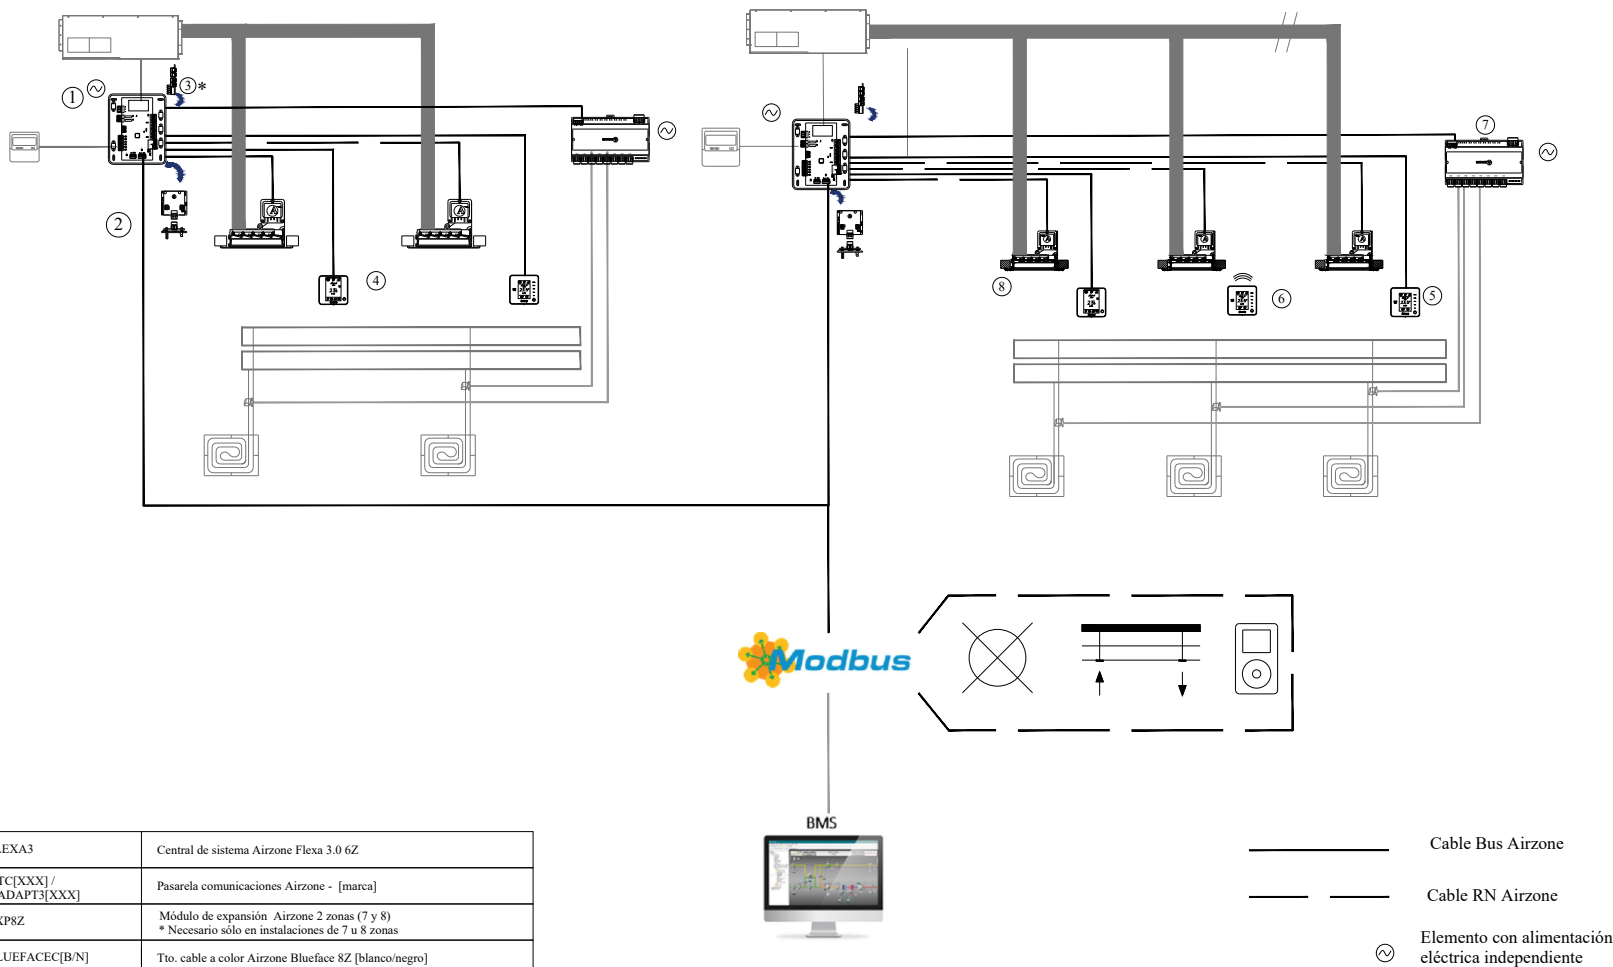 1
3
*
2
4
7
8
6
5
Modbus
BMS
LEXA3
Central de sistema Airzone Flexa 3.0 6Z
TC[XXX] /
ADAPT3[XXX]
Pasarela comunicaciones Airzone - [marca]
XP8Z
Módulo de expansión Airzone 2 zonas (7 y 8)
* Necesario sólo en instalaciones de 7 u 8 zonas
LUEFACEC[B/N]
Tto. cable a color Airzone Blueface 8Z [blanco/negro]
Cable Bus Airzone
Cable RN Airzone
Elemento con alimentación
eléctrica independiente